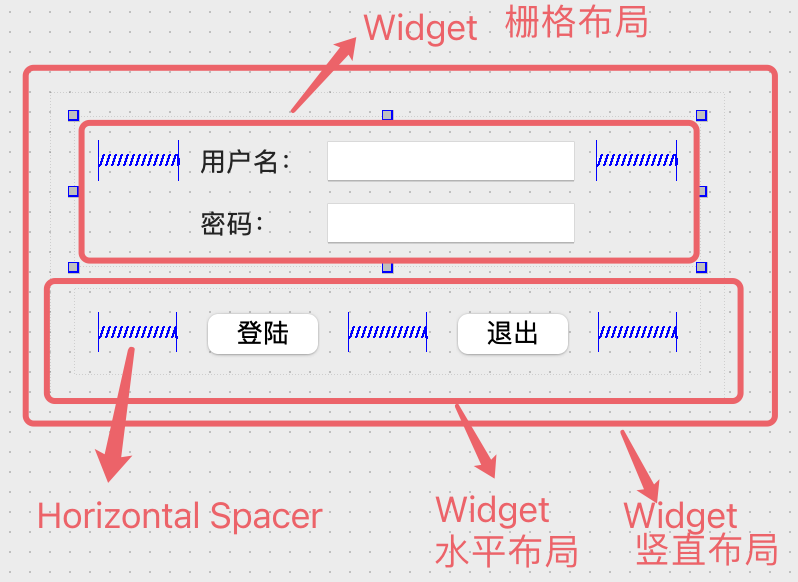 Widget 栅格布局
用户名：
密码：
登陆 退出
Horizontal Spacer
Widget
水平布局
Widget
竖直布局